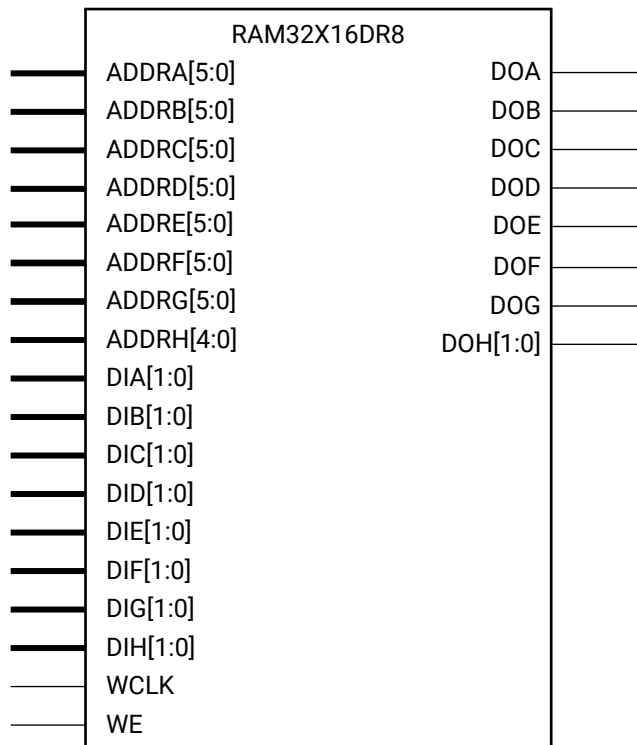 RAM32X16DR8
ADDRA[5:0]
DOA
ADDRB[5:0]
DOB
ADDRC[5:0]
DOC
ADDRD[5:0]
DOD
ADDRE[5:0]
DOE
ADDRF[5:0]
DOF
ADDRG[5:0]
DOG
ADDRH[4:0]
DOH[1:0]
DIA[1:0]
DIB[1:0]
DIC[1:0]
DID[1:0]
DIE[1:0]
DIF[1:0]
DIG[1:0]
DIH[1:0]
WCLK
WE